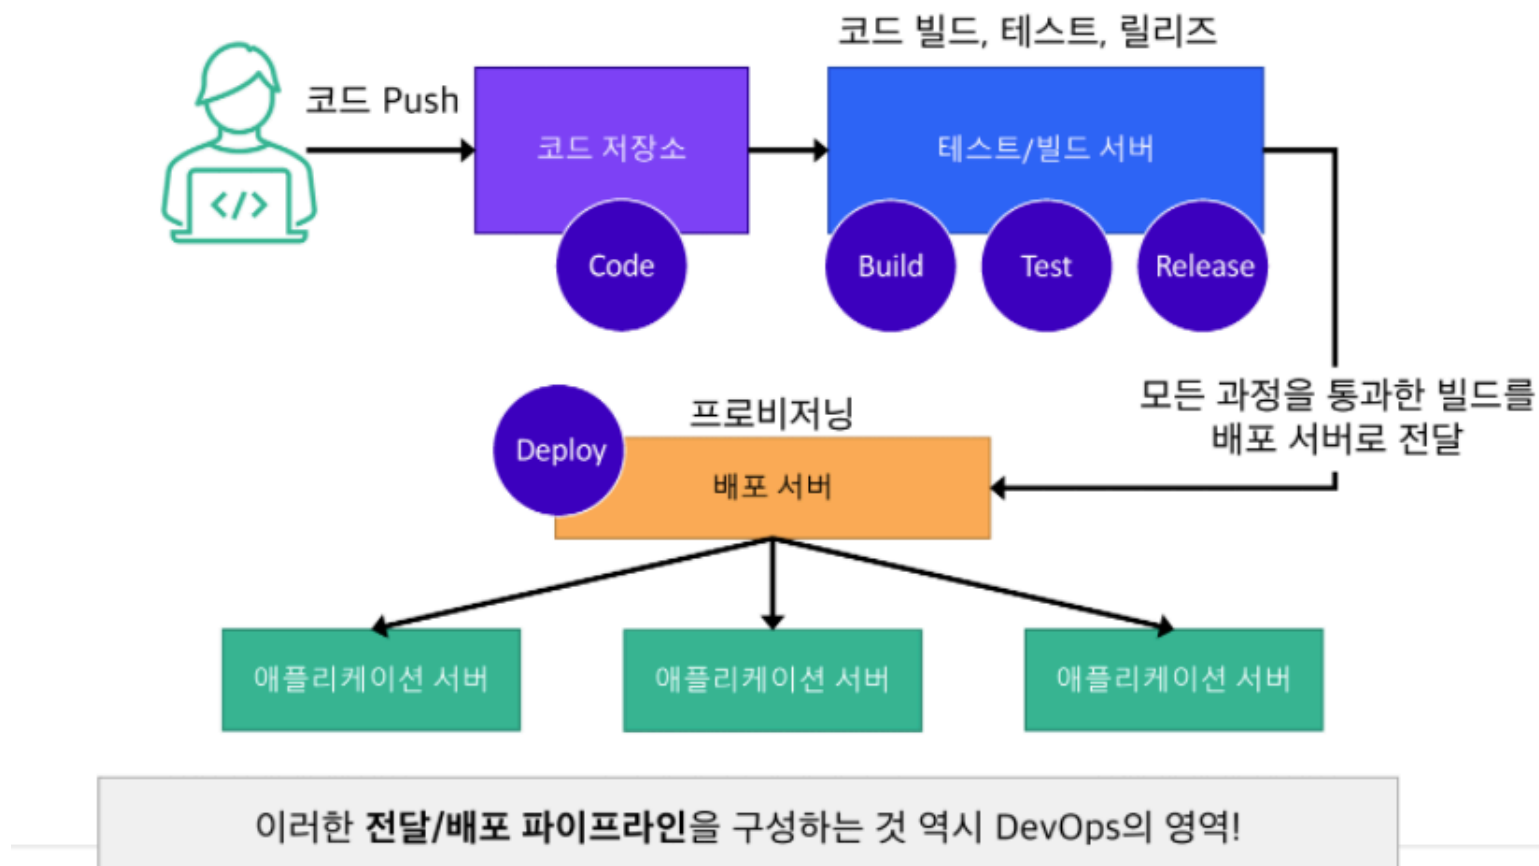 코드 빌드, 테스트, 릴리즈
코드 Push
코드 저장소
테스트/빌드 서버
</>
Code
Build
Test
Release
모든 과정을 통과한 빌드를
배포 서버로 전달
프로비저닝
Deploy
배포 서버
애플리케이션 서버
애플리케이션 서버
애플리케이션 서버
이러한 전달/배포 파이프라인을 구성하는 것 역시 DevOps의 영역!